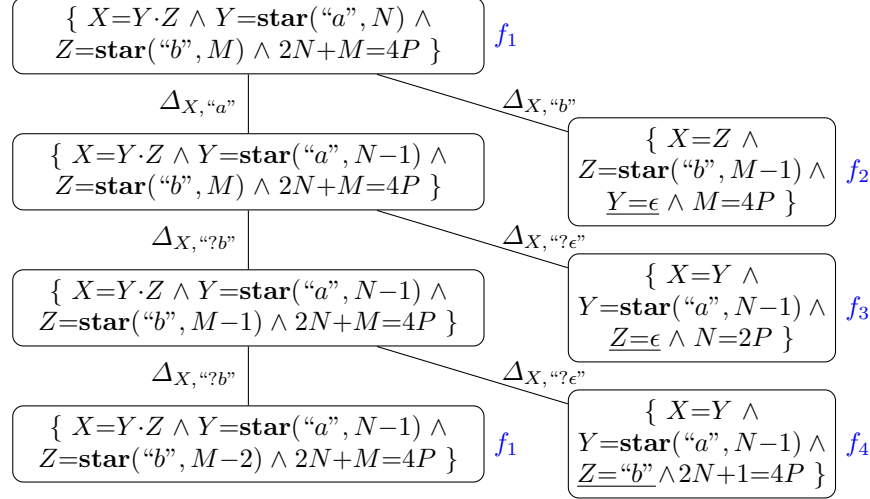 { X=Y·Z ∧ Y=star(“a”, N) ∧
Z=star(“b”, M) ∧ 2N+M=4P }
f₁
Δ_{X,“a”}
Δ_{X,“b”}
{ X=Y·Z ∧ Y=star(“a”, N−1) ∧
Z=star(“b”, M) ∧ 2N+M=4P }
{ X=Z ∧
Z=star(“b”, M−1) ∧
Y=ϵ ∧ M=4P }
f₂
Δ_{X,“?b”}
Δ_{X,“?ϵ”}
{ X=Y·Z ∧ Y=star(“a”, N−1) ∧
Z=star(“b”, M−1) ∧ 2N+M=4P }
{ X=Y ∧
Y=star(“a”, N−1) ∧
Z=ϵ ∧ N=2P }
f₃
Δ_{X,“?b”}
Δ_{X,“?ϵ”}
{ X=Y·Z ∧ Y=star(“a”, N−1) ∧
Z=star(“b”, M−2) ∧ 2N+M=4P }
f₁
{ X=Y ∧
Y=star(“a”, N−1) ∧
Z=“b” ∧2N+1=4P }
f₄